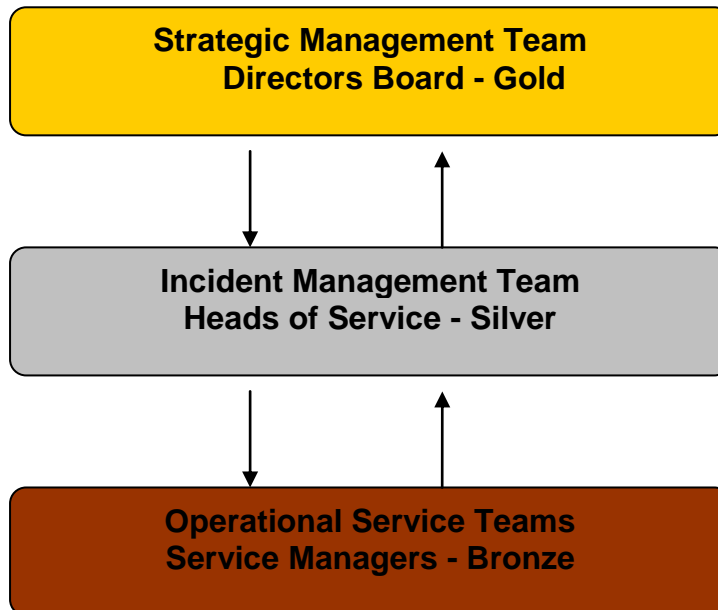 Strategic Management Team
Directors Board - Gold
Incident Management Team
Heads of Service - Silver
Operational Service Teams
Service Managers - Bronze